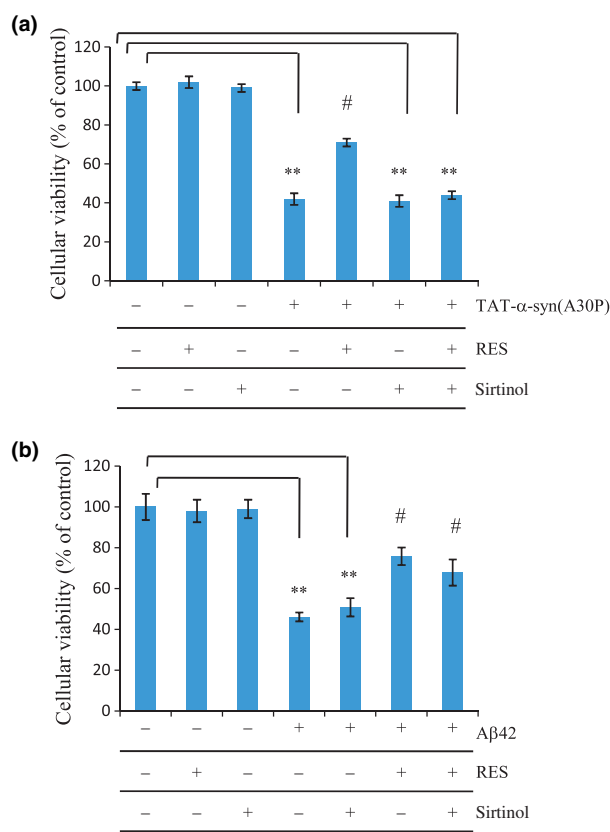 (a)
Cellular viability (% of control)
120
100
80
60
40
20
0
**
#
**
**
– – – + + + + TAT-α-syn(A30P)
– + – – + – + RES
– – + – – + + Sirtinol
(b)
Cellular viability (% of control)
120
100
80
60
40
20
0
**
**
#
#
– – – + + + + Aβ42
– + – – – + + RES
– – + – + – + Sirtinol